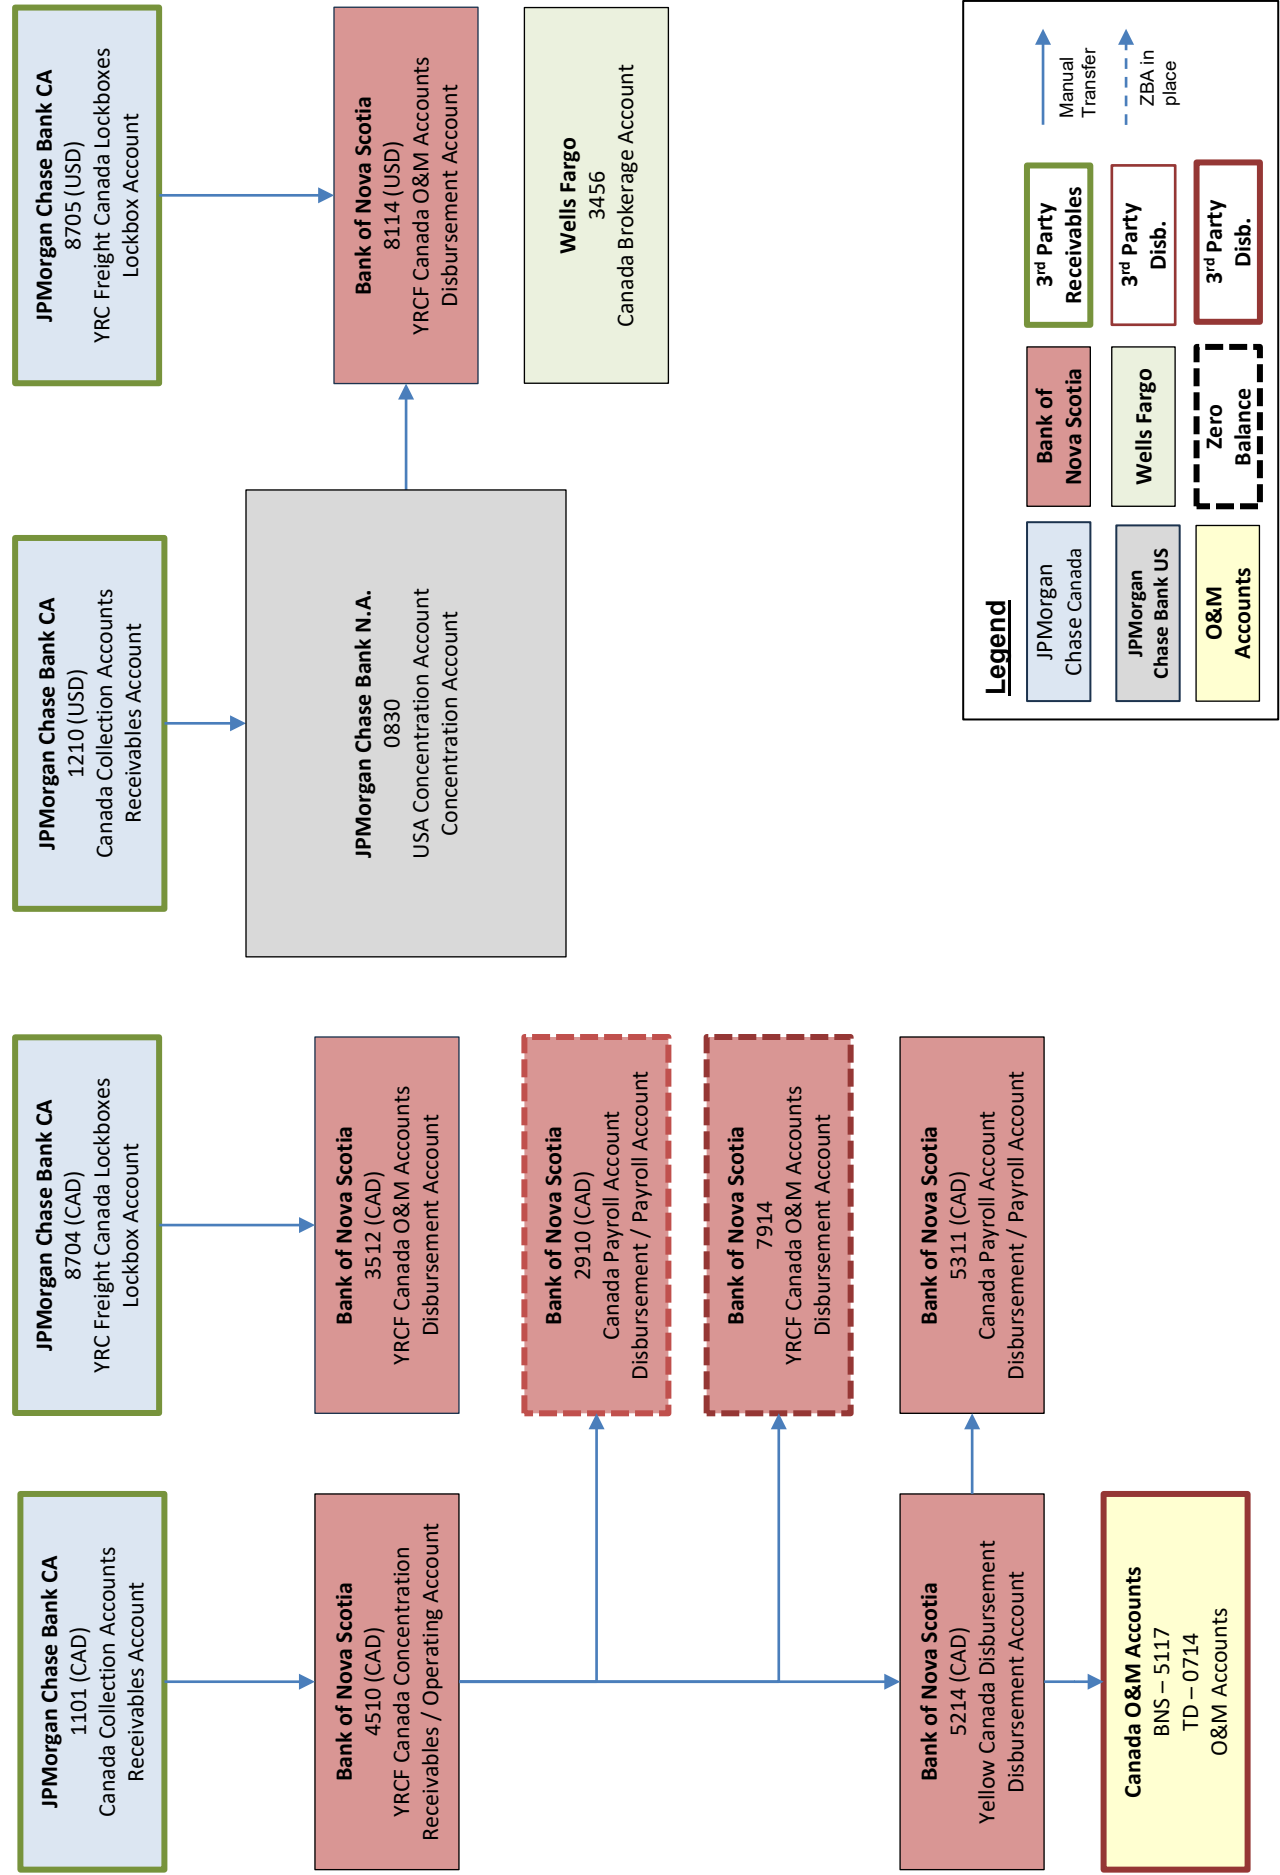 JPMorgan Chase Bank CA
1101 (CAD)
Canada Collection Accounts
Receivables Account
JPMorgan Chase Bank CA
8704 (CAD)
YRC Freight Canada Lockboxes
Lockbox Account
JPMorgan Chase Bank CA
1210 (USD)
Canada Collection Accounts
Receivables Account
JPMorgan Chase Bank CA
8705 (USD)
YRC Freight Canada Lockboxes
Lockbox Account
Bank of Nova Scotia
4510 (CAD)
YRCF Canada Concentration
Receivables / Operating Account
Bank of Nova Scotia
3512 (CAD)
YRCF Canada O&M Accounts
Disbursement Account
JPMorgan Chase Bank N.A.
0830
USA Concentration Account
Concentration Account
Bank of Nova Scotia
8114 (USD)
YRCF Canada O&M Accounts
Disbursement Account
Bank of Nova Scotia
2910 (CAD)
Canada Payroll Account
Disbursement / Payroll Account
Wells Fargo
3456
Canada Brokerage Account
Bank of Nova Scotia
7914
YRCF Canada O&M Accounts
Disbursement Account
Bank of Nova Scotia
5214 (CAD)
Yellow Canada Disbursement
Disbursement Account
Bank of Nova Scotia
5311 (CAD)
Canada Payroll Account
Disbursement / Payroll Account
Canada O&M Accounts
BNS – 5117
TD – 0714
O&M Accounts
Legend
JPMorgan
Chase Canada
Bank of
Nova Scotia
3rd Party
Receivables
Manual
Transfer
JPMorgan
Chase Bank US
Wells Fargo
3rd Party
Disb.
ZBA in
place
O&M
Accounts
Zero
Balance
3rd Party
Disb.